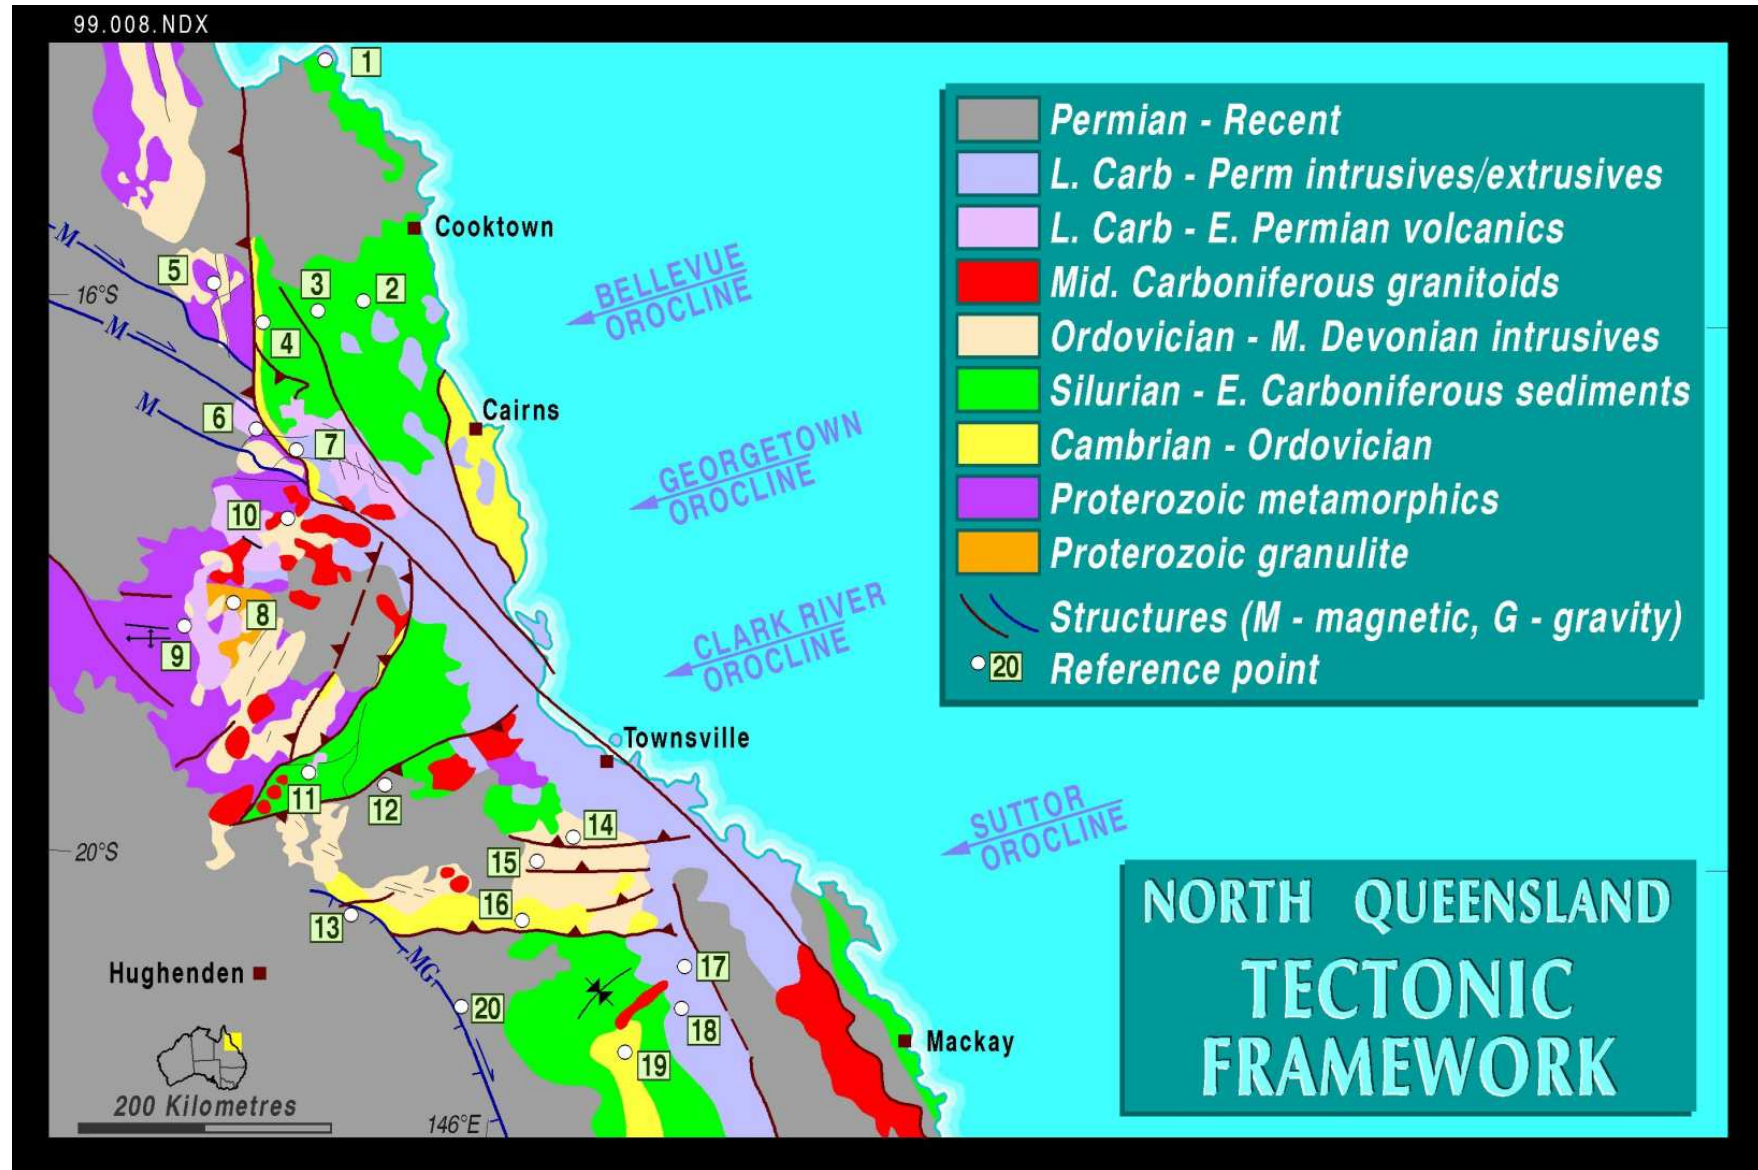 99.008.NDX
1
Cooktown
M
5
3
2
16°S
M
4
BELLEVUE
OROCLINE
M
6
Cairns
7
GEORGETOWN
OROCLINE
10
8
9
CLARK RIVER
OROCLINE
Townsville
11
12
14
SUTTOR
OROCLINE
20°S
15
16
13
MG
Hughenden
17
20
18
Mackay
19
200 Kilometres
146°E
Permian - Recent
L. Carb - Perm intrusives/extrusives
L. Carb - E. Permian volcanics
Mid. Carboniferous granitoids
Ordovician - M. Devonian intrusives
Silurian - E. Carboniferous sediments
Cambrian - Ordovician
Proterozoic metamorphics
Proterozoic granulite
Structures (M - magnetic, G - gravity)
20 Reference point
NORTH QUEENSLAND
TECTONIC
FRAMEWORK